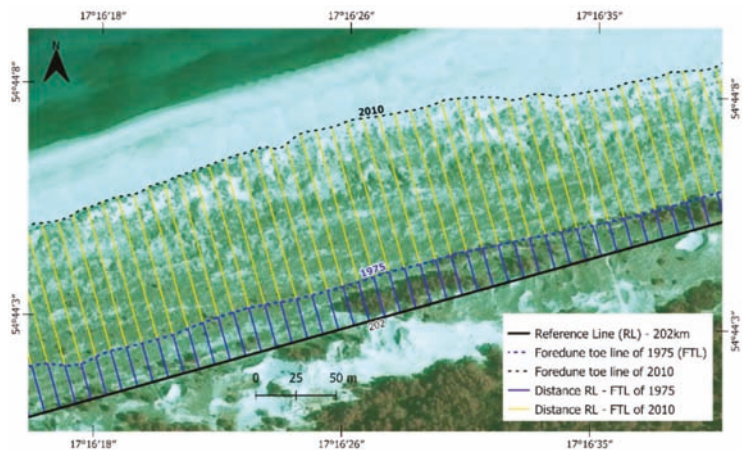 17°16'18" 17°16'26" 17°16'35"
N
54°44'8"
54°44'8"
2010
1975
202
54°44'3"
54°44'3"
Reference Line (RL) - 202km
Foredune toe line of 1975 (FTL)
Foredune toe line of 2010
Distance RL - FTL of 1975
Distance RL - FTL of 2010
0 25 50 m
17°16'18" 17°16'26" 17°16'35"